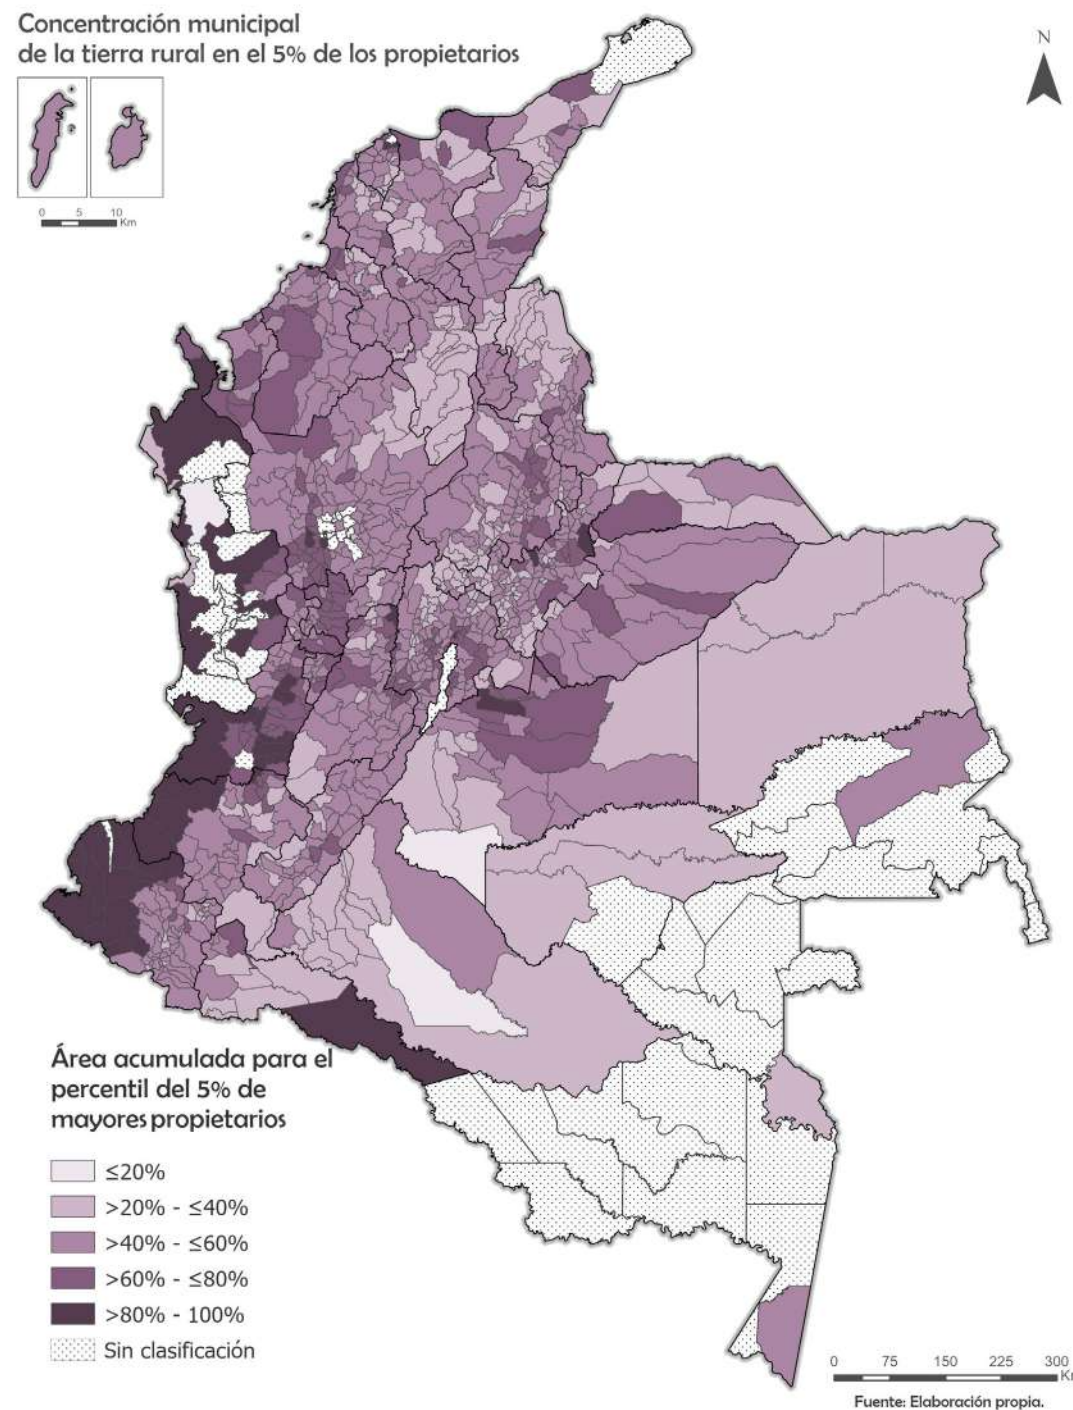 Concentración municipal
de la tierra rural en el 5% de los propietarios
N
0 5 10
Km
Área acumulada para el
percentil del 5% de
mayores propietarios
≤20%
>20% - ≤40%
>40% - ≤60%
>60% - ≤80%
>80% - 100%
Sin clasificación
0 75 150 225 300
Fuente: Elaboración propia.